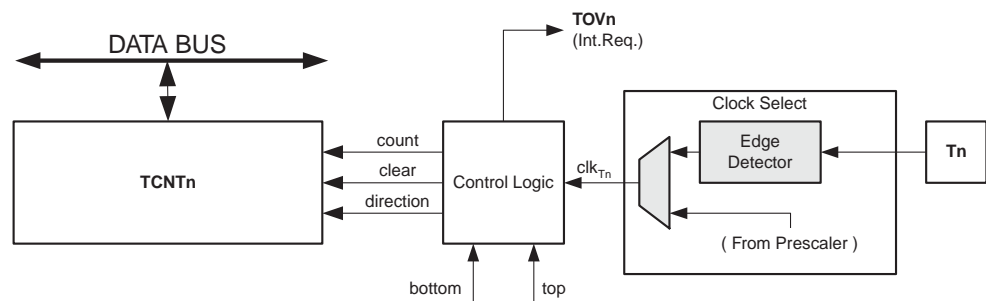 TOVn
(Int.Req.)
DATA BUS
Clock Select
count
Edge
Detector
Tn
TCNTn
clear
Control Logic
clkTn
direction
( From Prescaler )
bottom
top